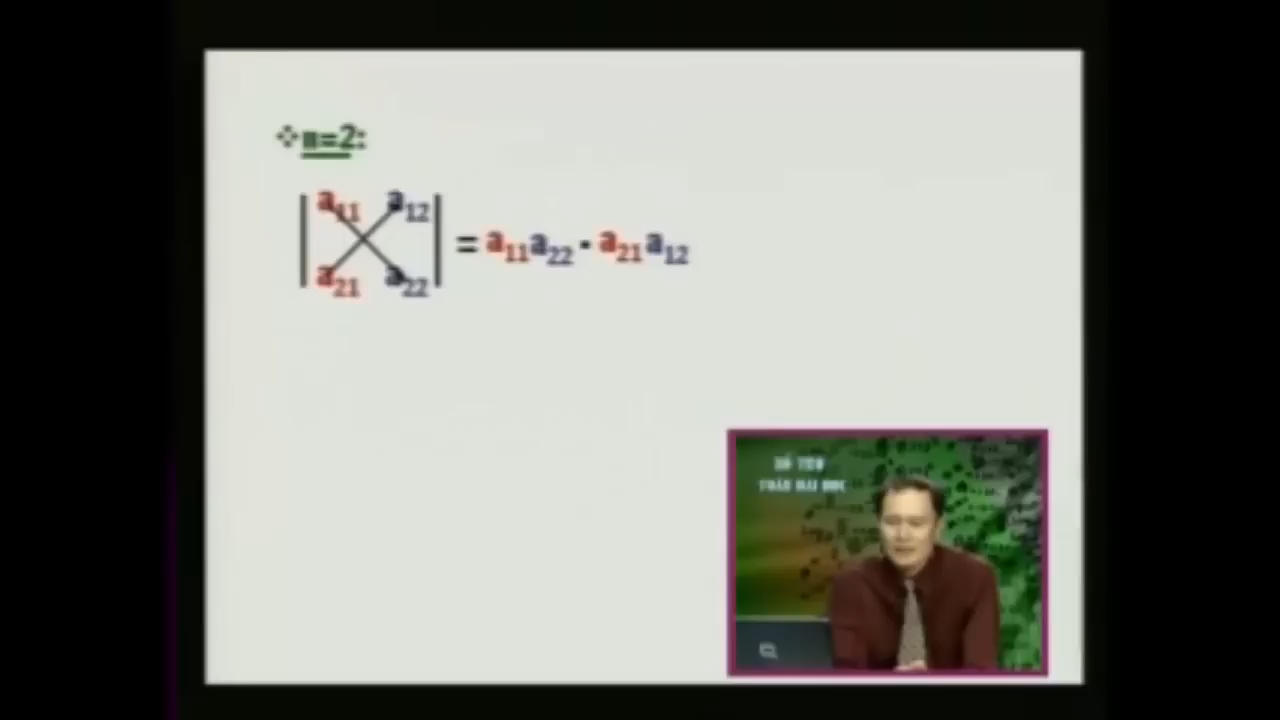 ❖n=2:
|a₁₁ a₁₂|
|a₂₁ a₂₂| = a₁₁a₂₂ - a₂₁a₁₂